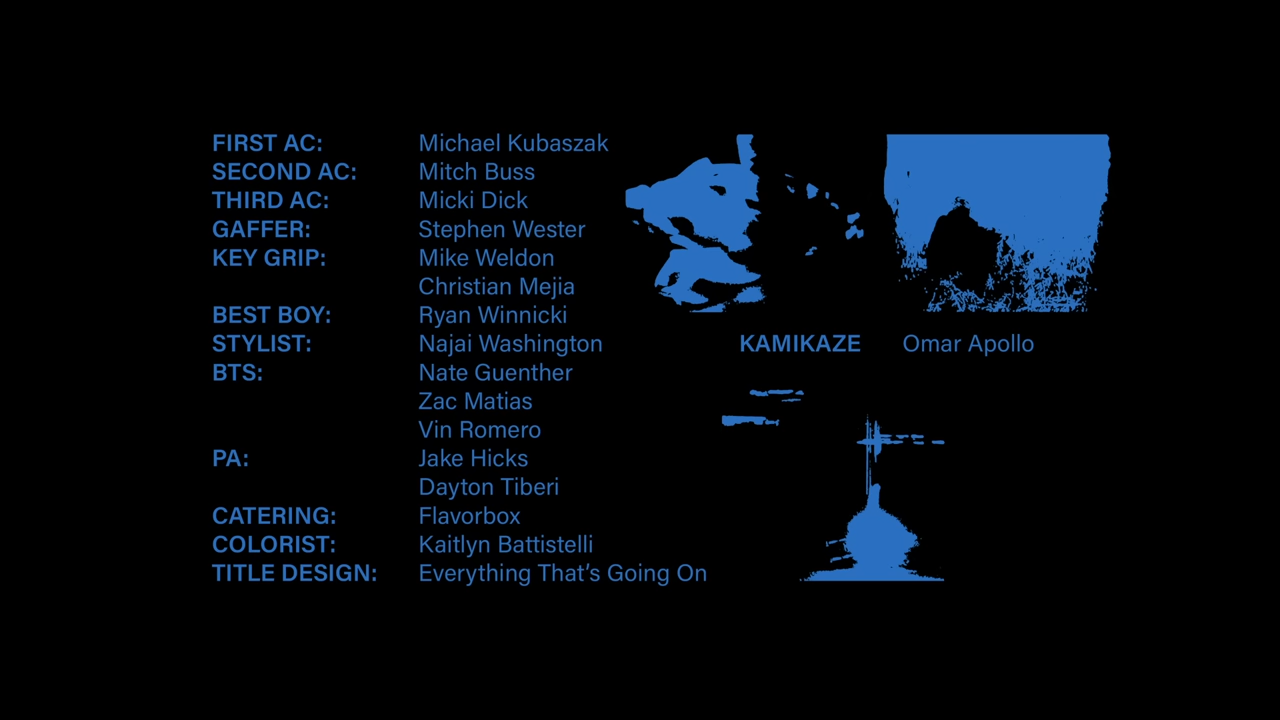 FIRST AC: Michael Kubaszak
SECOND AC: Mitch Buss
THIRD AC: Micki Dick
GAFFER: Stephen Wester
KEY GRIP: Mike Weldon
Christian Mejia
BEST BOY: Ryan Winnicki
STYLIST: Najai Washington
BTS: Nate Guenther
Zac Matias
Vin Romero
PA: Jake Hicks
Dayton Tiberi
CATERING: Flavorbox
COLORIST: Kaitlyn Battistelli
TITLE DESIGN: Everything That's Going On
KAMIKAZE Omar Apollo